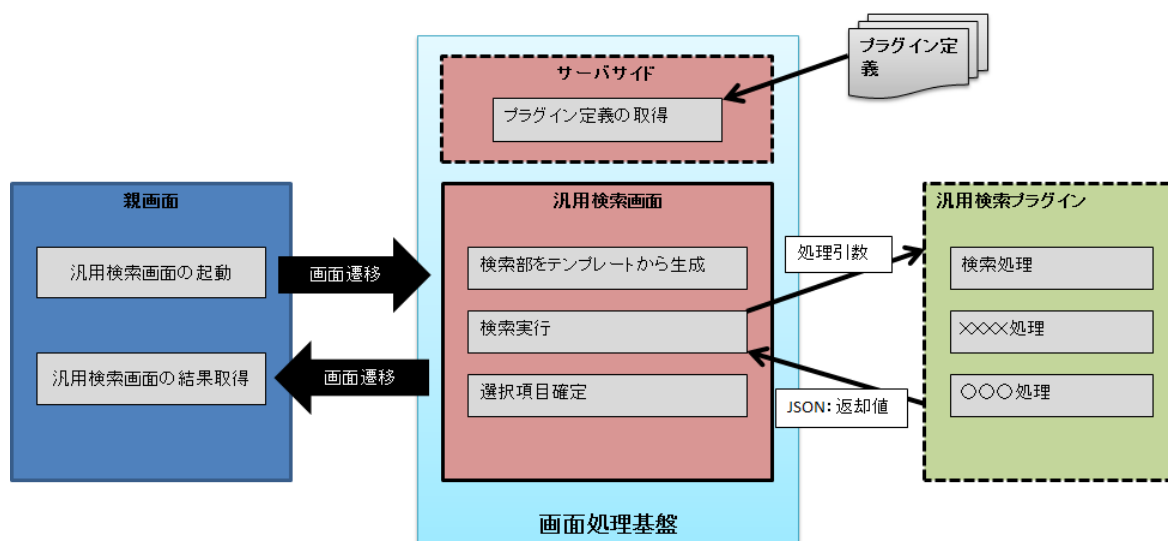 プラグイン定
義
サーバサイド
プラグイン定義の取得
親画面
汎用検索画面の起動
汎用検索画面の結果取得
画面遷移
画面遷移
汎用検索画面
検索部をテンプレートから生成
検索実行
選択項目確定
画面処理基盤
処理引数
JSON:返却値
汎用検索プラグイン
検索処理
××××処理
○○○処理